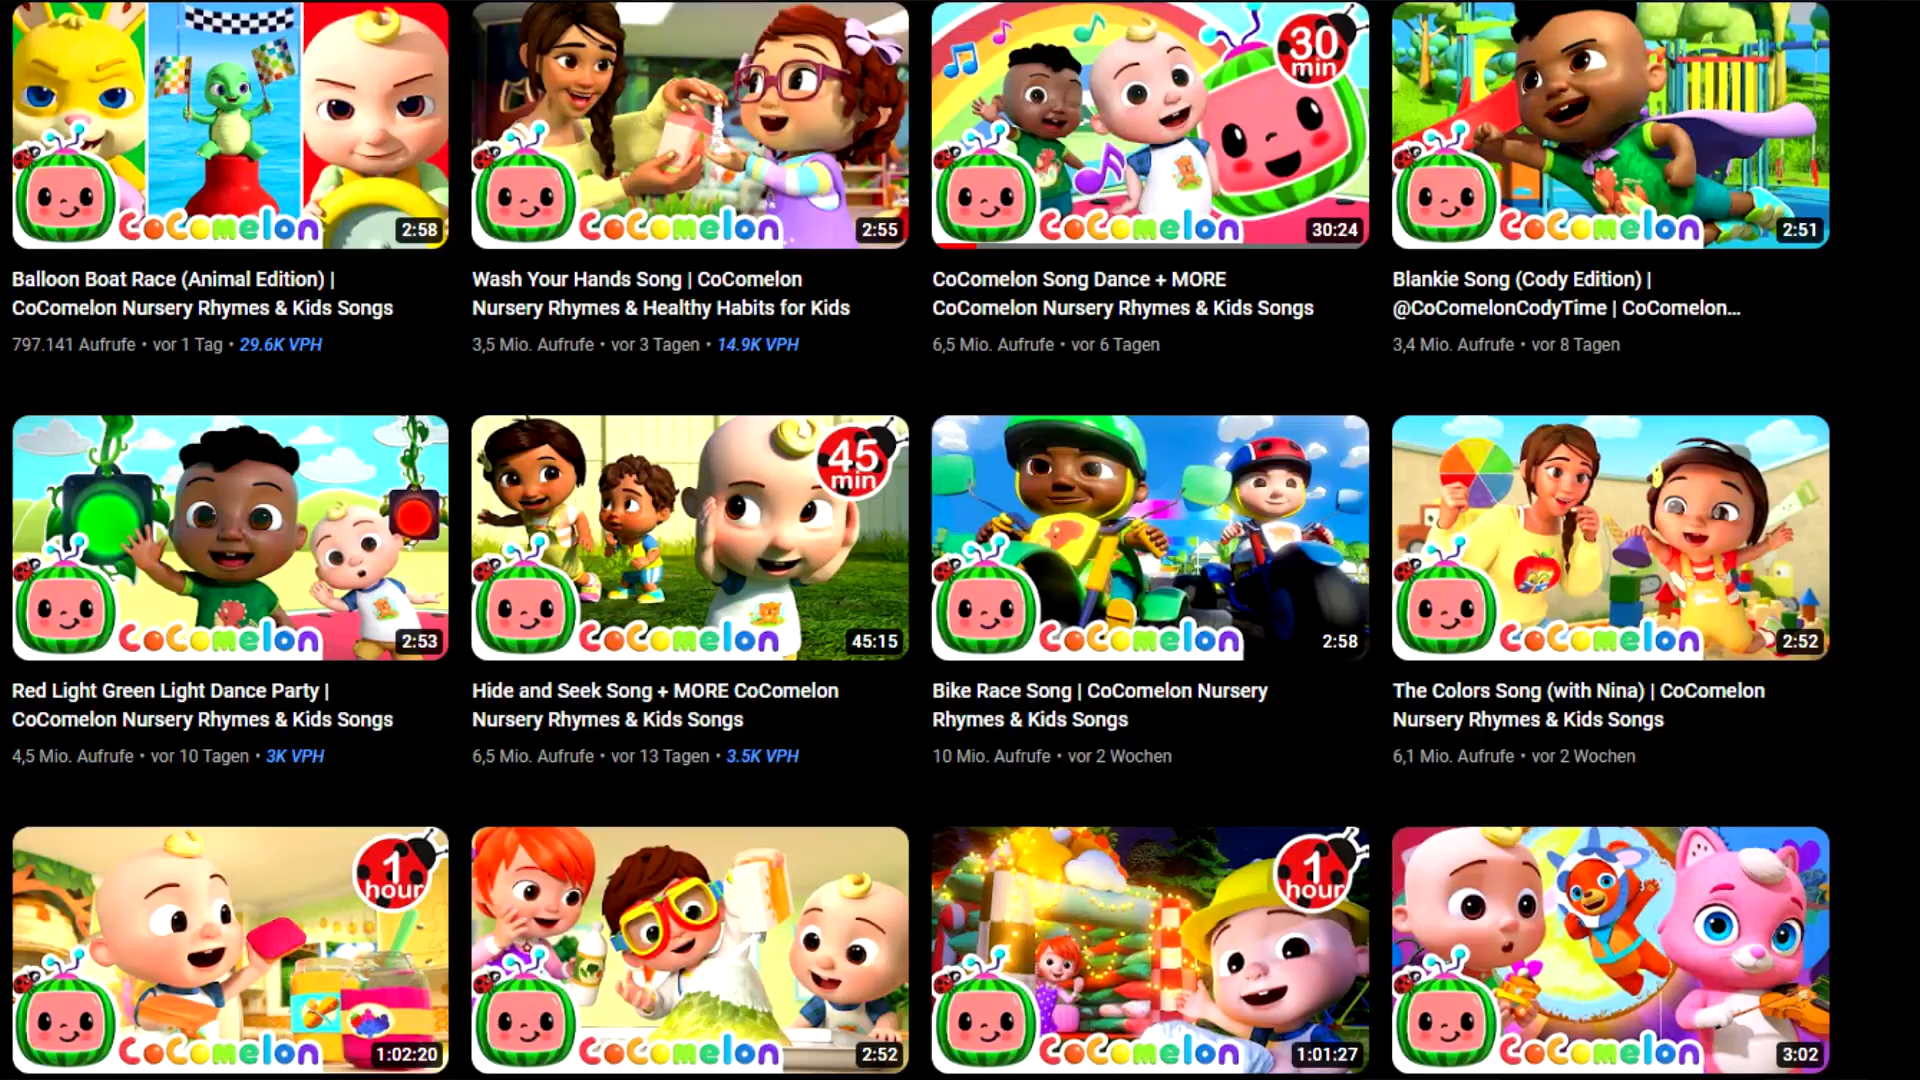 CoComelon
2:58
CoComelon
2:55
30
min
CoComelon
30:24
CoComelon
2:51
Balloon Boat Race (Animal Edition) |
CoComelon Nursery Rhymes & Kids Songs
797.141 Aufrufe • vor 1 Tag • 29.6K VPH
Wash Your Hands Song | CoComelon
Nursery Rhymes & Healthy Habits for Kids
3,5 Mio. Aufrufe • vor 3 Tagen • 14.9K VPH
CoComelon Song Dance + MORE
CoComelon Nursery Rhymes & Kids Songs
6,5 Mio. Aufrufe • vor 6 Tagen
Blankie Song (Cody Edition) |
@CoComelonCodyTime | CoComelon...
3,4 Mio. Aufrufe • vor 8 Tagen
CoComelon
2:53
45
min
CoComelon
45:15
CoComelon
2:58
CoComelon
2:52
Red Light Green Light Dance Party |
CoComelon Nursery Rhymes & Kids Songs
4,5 Mio. Aufrufe • vor 10 Tagen • 3K VPH
Hide and Seek Song + MORE CoComelon
Nursery Rhymes & Kids Songs
6,5 Mio. Aufrufe • vor 13 Tagen • 3.5K VPH
Bike Race Song | CoComelon Nursery
Rhymes & Kids Songs
10 Mio. Aufrufe • vor 2 Wochen
The Colors Song (with Nina) | CoComelon
Nursery Rhymes & Kids Songs
6,1 Mio. Aufrufe • vor 2 Wochen
1
hour
CoComelon
1:02:20
CoComelon
2:52
1
hour
CoComelon
1:01:27
CoComelon
3:02